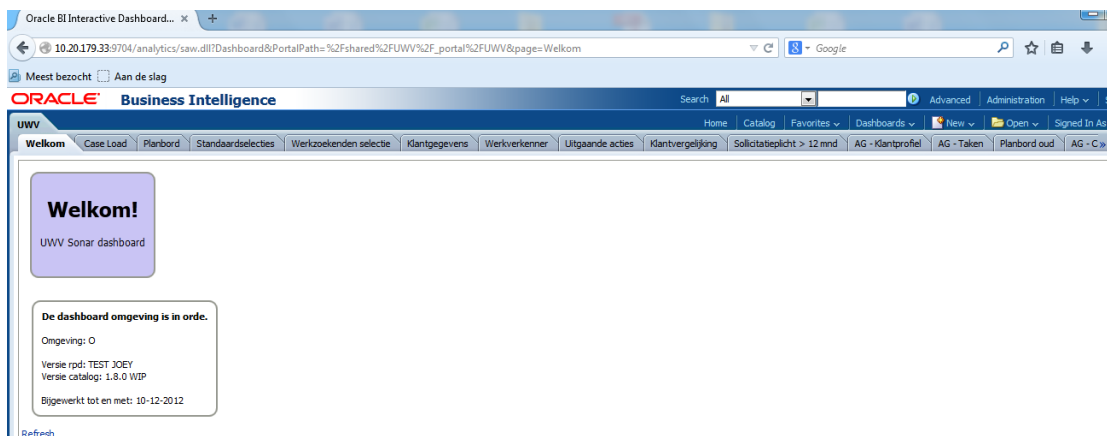 Oracle BI Interactive Dashboard... × +
10.20.179.33:9704/analytics/saw.dll?Dashboard&PortalPath=%2Fshared%2FUWV%2F_portal%2FUWV&page=Welkom
Google
Meest bezocht Aan de slag
ORACLE Business Intelligence
Search All Advanced Administration Help
UWV
Home Catalog Favorites Dashboards New Open Signed In As
Welkom Case Load Planbord Standaardselecties Werkzoekenden selectie Klantgegevens Werkverkenner Uitgaande acties Klantvergelijking Sollicitatieplicht > 12 mnd AG - Klantprofiel AG - Taken Planbord oud AG - C »
Welkom!
UWV Sonar dashboard
De dashboard omgeving is in orde.
Omgeving: O
Versie rpd: TEST JOEY
Versie catalog: 1.8.0 WIP
Bijgewerkt tot en met: 10-12-2012
Refresh